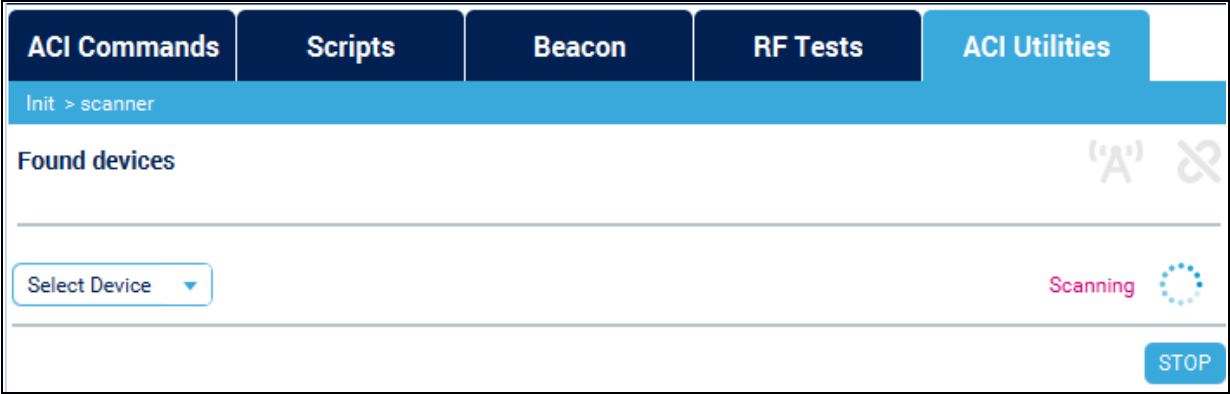 ACI Commands Scripts Beacon RF Tests ACI Utilities
Init > scanner
Found devices
Select Device Scanning
STOP